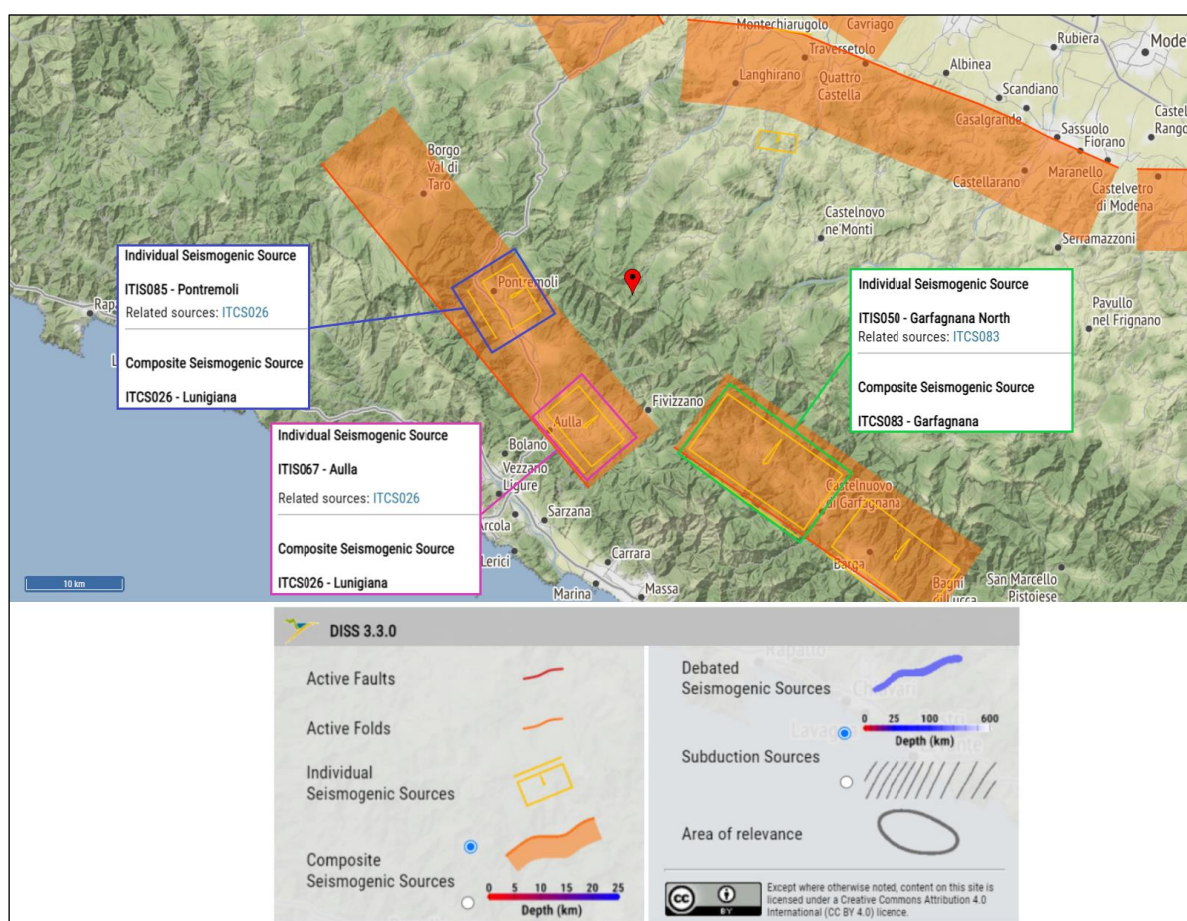 Montechiarugolo
Cavriago
Rubiera
Traversetolo
Langhirano
Quattro
Castella
Albinea
Scandiano
Casalgrande
Sassuolo
Fiorano
Maranello
Castelvetro
di Modena
Castellarano
Borgo
Val di
Taro
Castelnovo
ne'Monti
Serramazzoni
Pavullo
nel Frignano
Individual Seismogenic Source
ITIS085 - Pontremoli
Related sources: ITCS026
Composite Seismogenic Source
ITCS026 - Lunigiana
Pontremoli
Individual Seismogenic Source
ITIS050 - Garfagnana North
Related sources: ITCS083
Composite Seismogenic Source
ITCS083 - Garfagnana
Fivizzano
Aulla
Bolano
Vezzano
Ligure
Individual Seismogenic Source
ITIS067 - Aulla
Related sources: ITCS026
Composite Seismogenic Source
ITCS026 - Lunigiana
Castelnuovo
di Garfagnana
Sarzana
Arcola
Lerici
Carrara
Marina
Massa
Barga
Bagni
San Marcello
Pistoiese
10 km
DISS 3.3.0
Active Faults
Active Folds
Individual
Seismogenic Sources
Composite
Seismogenic Sources
0 5 10 15 20 25
Depth (km)
Debated
Seismogenic Sources
0 25 100 600
Depth (km)
Subduction Sources
Area of relevance
Rapallo
cc
BY
Except where otherwise noted, content on this site is
licensed under a Creative Commons Attribution 4.0
International (CC BY 4.0) licence.